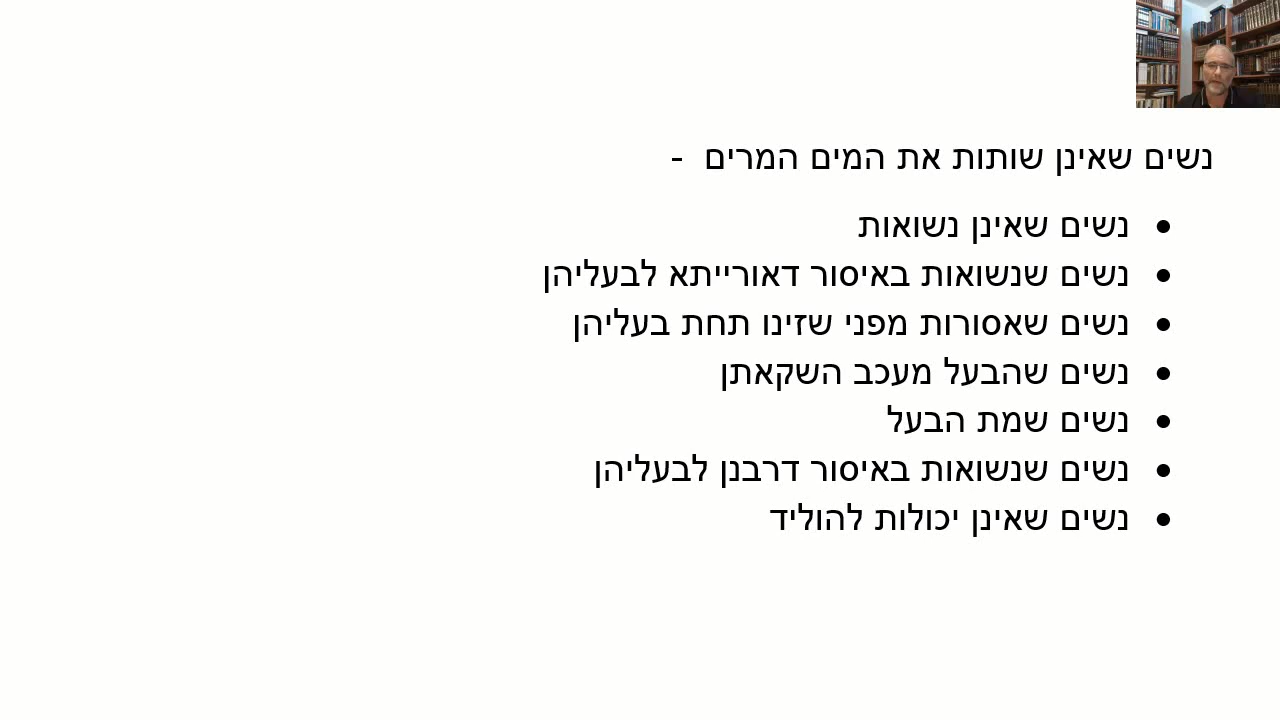 נשים שאינן שותות את המים המרים -
• נשים שאינן נשואות
• נשים שנשואות באיסור דאורייתא לבעליהן
• נשים שאסורות מפני שזינו תחת בעליהן
• נשים שהבעל מעכב השקאתן
• נשים שמת הבעל
• נשים שנשואות באיסור דרבנן לבעליהן
• נשים שאינן יכולות להוליד